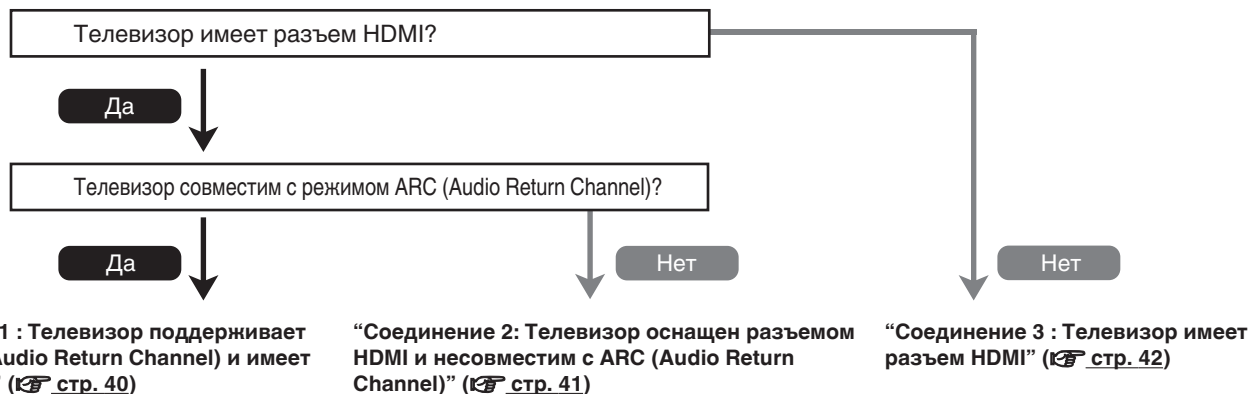 Телевизор имеет разъем HDMI?
Да
Телевизор совместим с режимом ARC (Audio Return Channel)?
Да
Нет
Нет
1 : Телевизор поддерживает
Audio Return Channel) и имеет
” (стр. 40)
“Соединение 2: Телевизор оснащен разъемом
HDMI и несовместим с ARC (Audio Return
Channel)” (стр. 41)
“Соединение 3 : Телевизор имеет
разъем HDMI” (стр. 42)